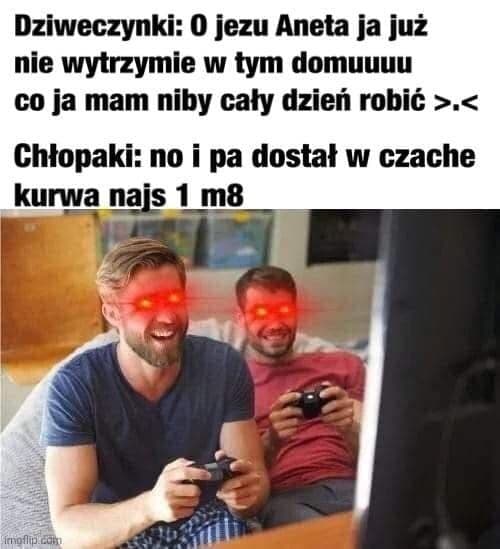 Dziweczynki: O jezu Aneta ja już
nie wytrzymie w tym domuuuu
co ja mam niby cały dzień robić >.<
Chłopaki: no i pa dostał w czache
kurwa najs 1 m8
imgflip.com